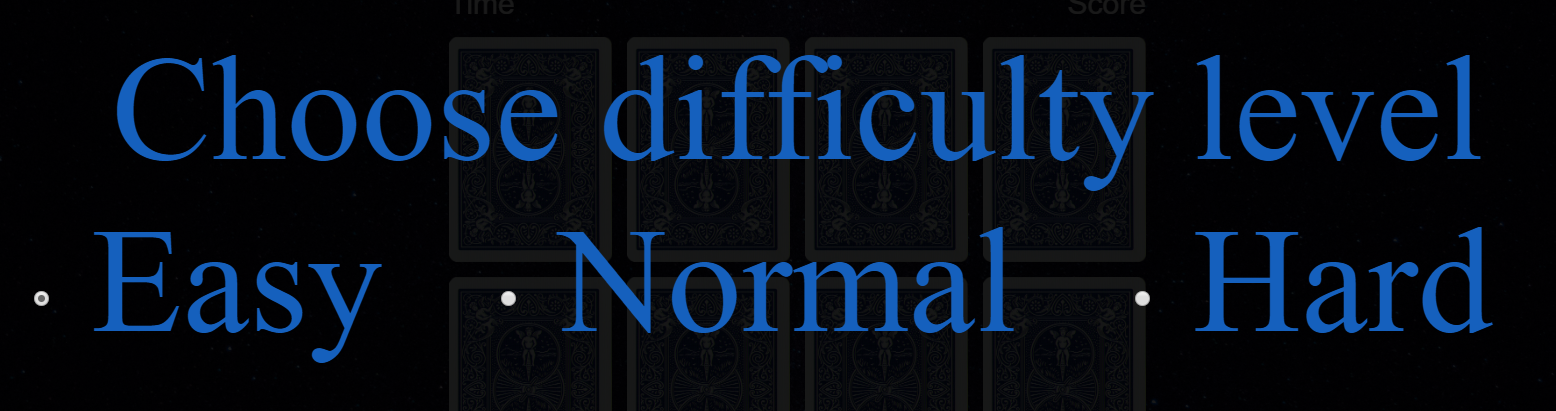 Time Score
Choose difficulty level
Easy Normal Hard